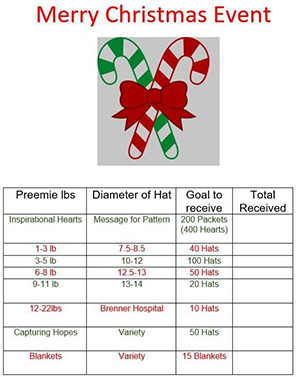 Merry Christmas Event
Preemie lbs Diameter of Hat Goal to receive Total Received
Inspirational Hearts Message for Pattern 200 Packets (400 Hearts)
1-3 lb 7.5-8.5 40 Hats
3-5 lb 10-12 100 Hats
6-8 lb 12.5-13 50 Hats
9-11 lb 13-14 20 Hats
12-22lbs Brenner Hospital 10 Hats
Capturing Hopes Variety 50 Hats
Blankets Variety 15 Blankets